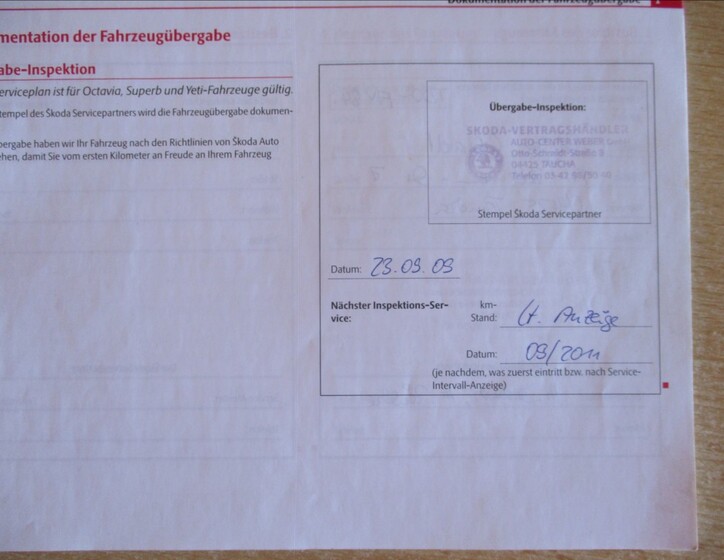 Dokumentation der Fahrzeugübergabe
mentation der Fahrzeugübergabe
abe-Inspektion
erviceplan ist für Octavia, Superb und Yeti-Fahrzeuge gültig.
tempel des Škoda Servicepartners wird die Fahrzeugübergabe dokumen-
bergabe haben wir Ihr Fahrzeug nach den Richtlinien von Škoda Auto
ehen, damit Sie vom ersten Kilometer an Freude an Ihrem Fahrzeug
Übergabe-Inspektion:
SKODA-VERTRAGSHÄNDLER
AUTO-CENTER WEBER
04425 TAUCHA
Stempel Škoda Servicepartner
Datum: 23.09.09
Nächster Inspektions-Ser-
vice:
km-
Stand: lt. Anzeige
Datum: 09/2011
(je nachdem, was zuerst eintritt bzw. nach Service-
Intervall-Anzeige)